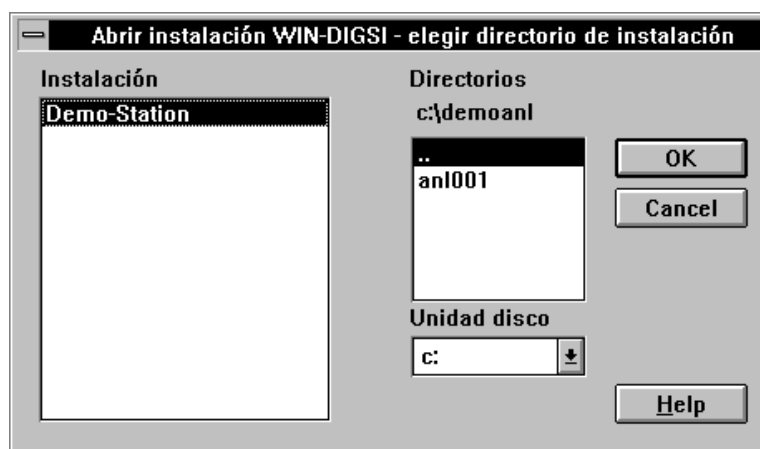 Abrir instalación WIN-DIGSI - elegir directorio de instalación
Instalación
Demo-Station
Directorios
c:\demoanl
..
anl001
OK
Cancel
Unidad disco
c:
Help